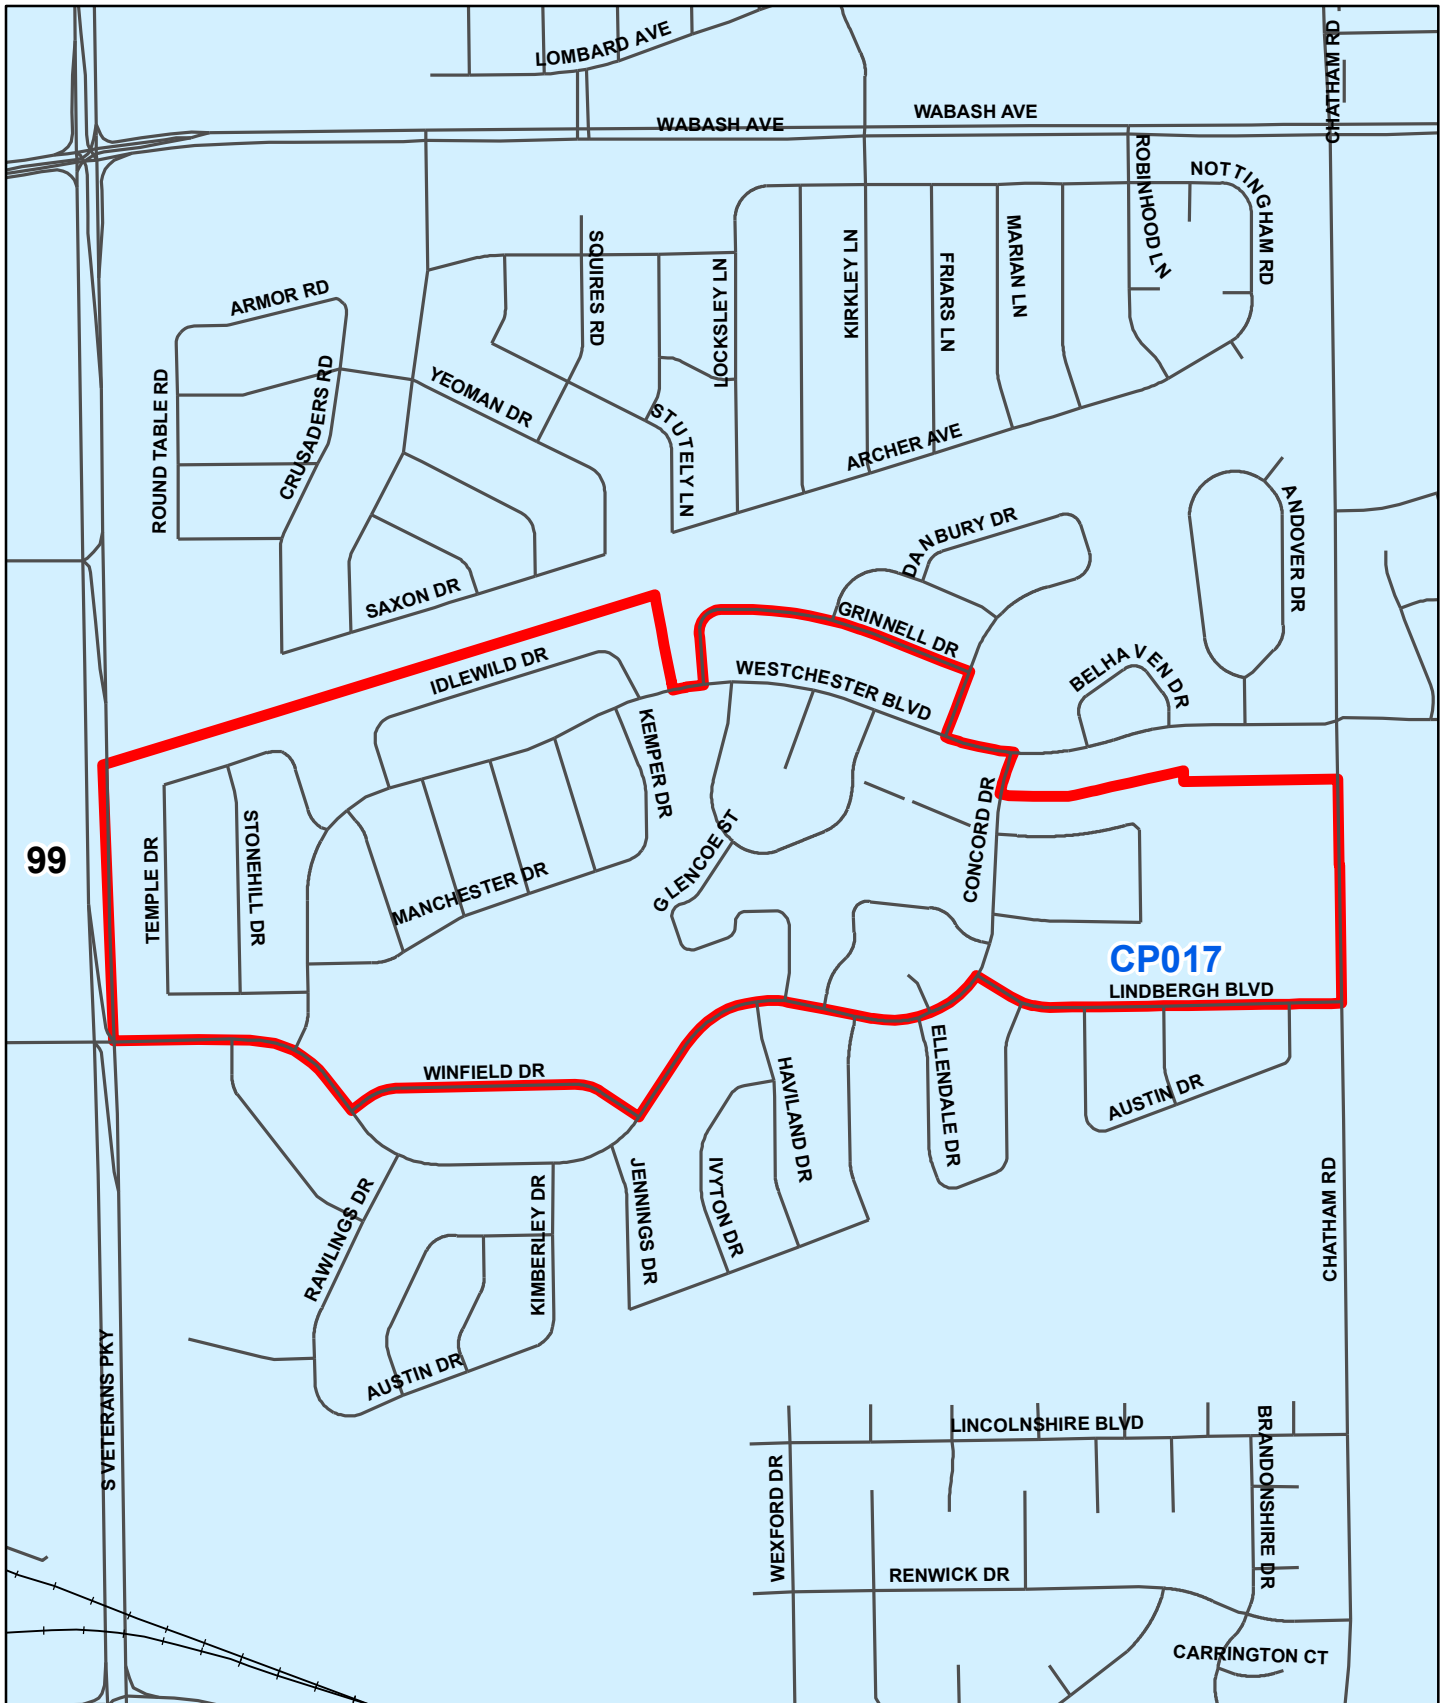 LOMBARD AVE
CHATHAM RD
WABASH AVE
WABASH AVE
ROBINHOOD LN
NOTTINGHAM RD
SQUIRES RD
LOCKSLEY LN
KIRKLEY LN
FRIARS LN
MARIAN LN
ARMOR RD
ROUND TABLE RD
CRUSADERS RD
YEOMAN DR
STUTELY LN
ARCHER AVE
SAXON DR
DANBURY DR
ANDOVER DR
GRINNELL DR
IDLEWILD DR
WESTCHESTER BLVD
BELHAVEN DR
KEMPER DR
99
TEMPLE DR
STONEHILL DR
MANCHESTER DR
GLENCOE ST
CONCORD DR
CP017
LINDBERGH BLVD
WINFIELD DR
HAVILAND DR
ELLENDALE DR
AUSTIN DR
RAWLINGS DR
KIMBERLEY DR
JENNINGS DR
IVYTON DR
CHATHAM RD
AUSTIN DR
S VETERANS PKY
LINCOLNSHIRE BLVD
WEXFORD DR
BRANDONSHIRE DR
RENWICK DR
CARRINGTON CT